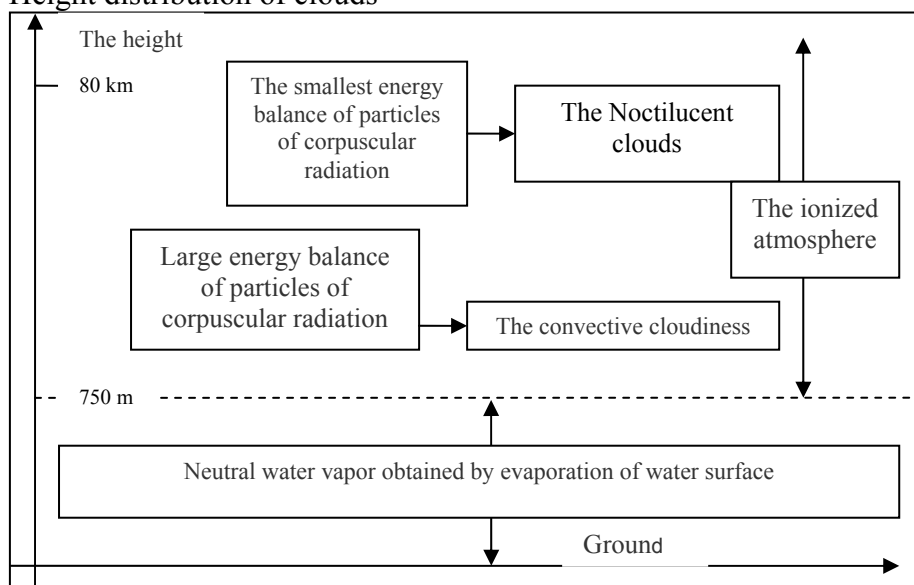 Height distribution of clouds
The height
80 km
The smallest energy
balance of particles
of corpuscular
radiation
The Noctilucent
clouds
The ionized
atmosphere
Large energy balance
of particles of
corpuscular radiation
The convective cloudiness
750 m
Neutral water vapor obtained by evaporation of water surface
Ground